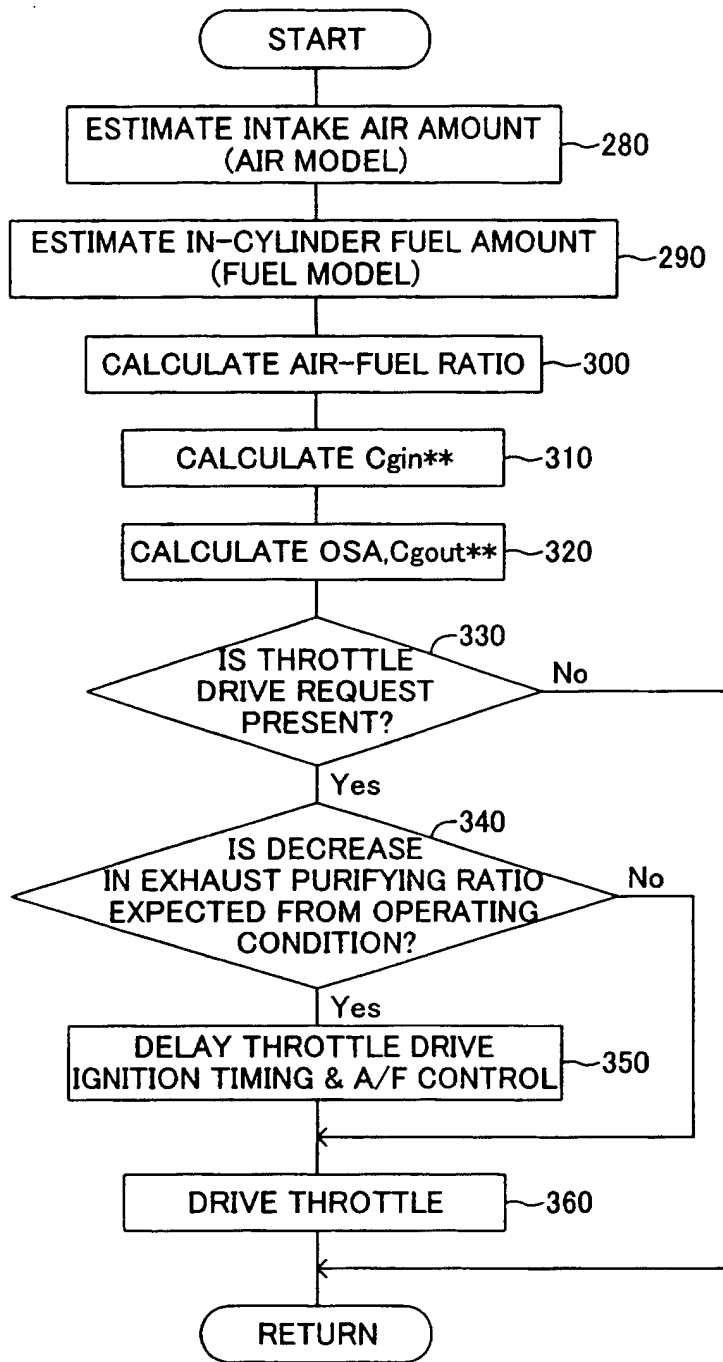 START
ESTIMATE INTAKE AIR AMOUNT
(AIR MODEL)
280
ESTIMATE IN-CYLINDER FUEL AMOUNT
(FUEL MODEL)
290
CALCULATE AIR-FUEL RATIO
300
CALCULATE Cgin**
310
CALCULATE OSA,Cgout**
320
330
IS THROTTLE
DRIVE REQUEST
PRESENT?
No
Yes
340
IS DECREASE
IN EXHAUST PURIFYING RATIO
EXPECTED FROM OPERATING
CONDITION?
No
Yes
DELAY THROTTLE DRIVE
IGNITION TIMING & A/F CONTROL
350
DRIVE THROTTLE
360
RETURN